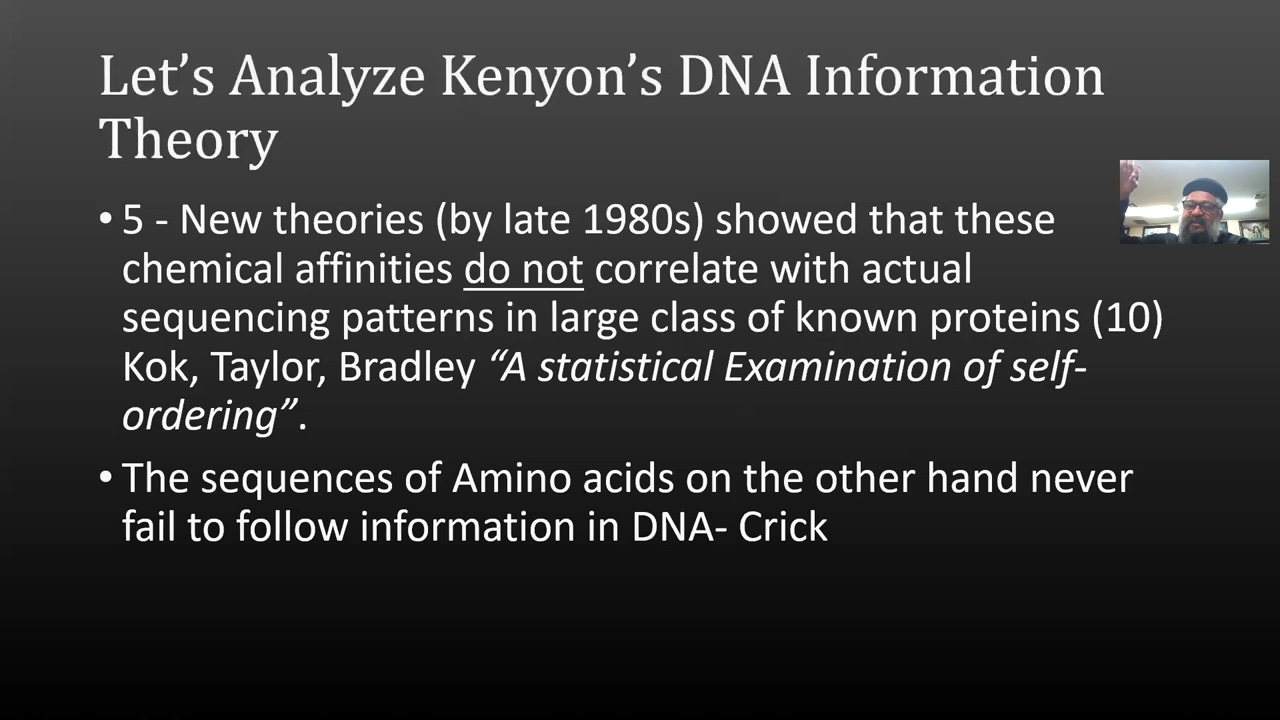 Let’s Analyze Kenyon’s DNA Information
Theory
• 5 - New theories (by late 1980s) showed that these
chemical affinities do not correlate with actual
sequencing patterns in large class of known proteins (10)
Kok, Taylor, Bradley “A statistical Examination of self-
ordering”.
• The sequences of Amino acids on the other hand never
fail to follow information in DNA- Crick